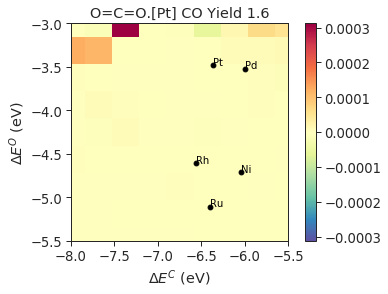 O=C=O.[Pt] CO Yield 1.6
−3.0
−3.5
−4.0
−4.5
−5.0
−5.5
ΔE^O (eV)
Pt
Pd
Rh
Ni
Ru
−8.0 −7.5 −7.0 −6.5 −6.0 −5.5
ΔE^C (eV)
0.0003
0.0002
0.0001
0.0000
−0.0001
−0.0002
−0.0003